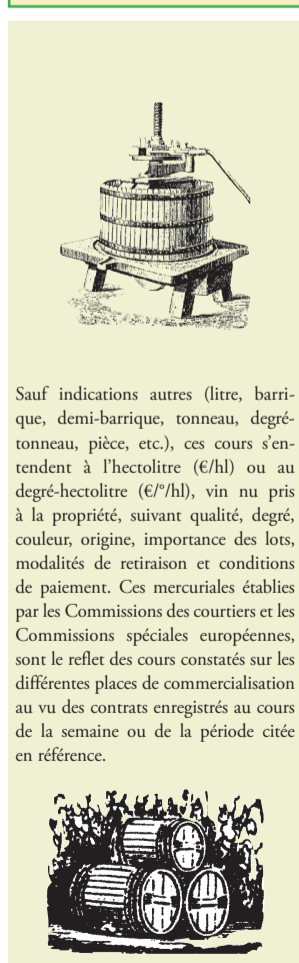 Sauf indications autres (litre, barri-
que, demi-barrique, tonneau, degré-
tonneau, pièce, etc.), ces cours s’en-
tendent à l’hectolitre (€/hl) ou au
degré-hectolitre (€/°/hl), vin nu pris
à la propriété, suivant qualité, degré,
couleur, origine, importance des lots,
modalités de retiraison et conditions
de paiement. Ces mercuriales établies
par les Commissions des courtiers et les
Commissions spéciales européennes,
sont le reflet des cours constatés sur les
différentes places de commercialisation
au vu des contrats enregistrés au cours
de la semaine ou de la période citée
en référence.